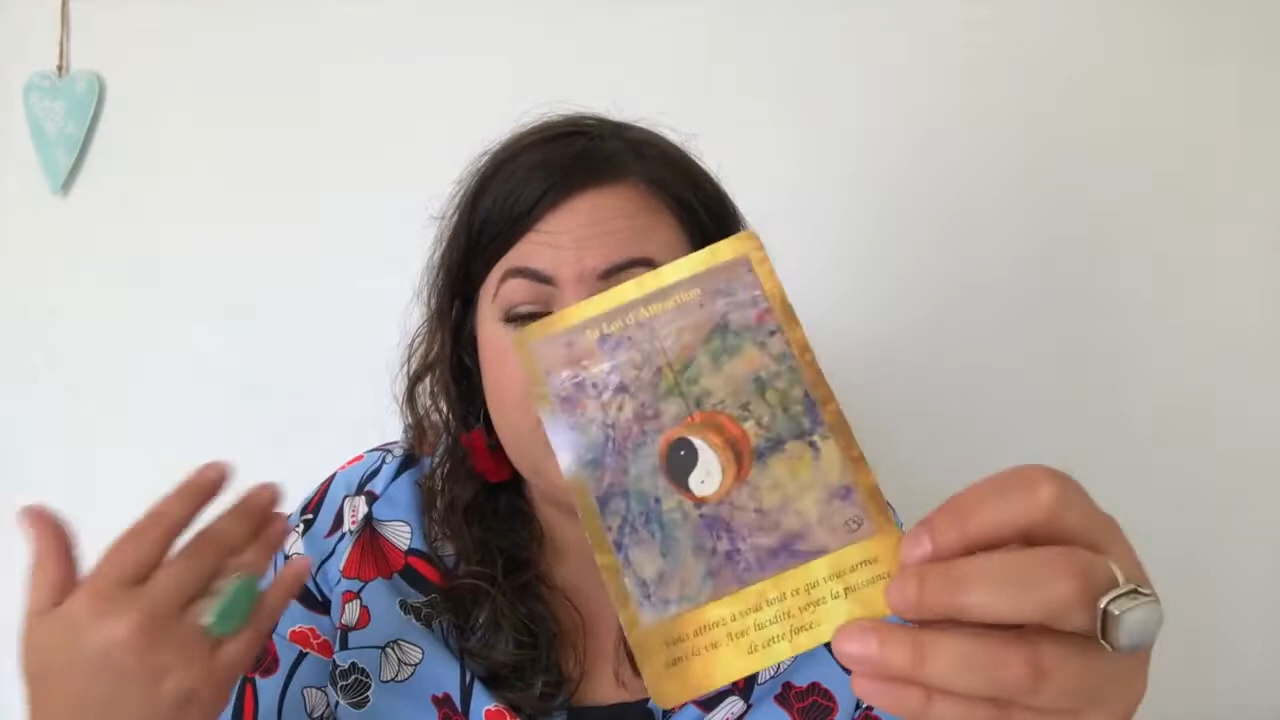 la Loi d'Attraction
Vous attirez à vous tout ce qui vous arrive
dans la vie. Avec lucidité, voyez la puissance
de cette force...